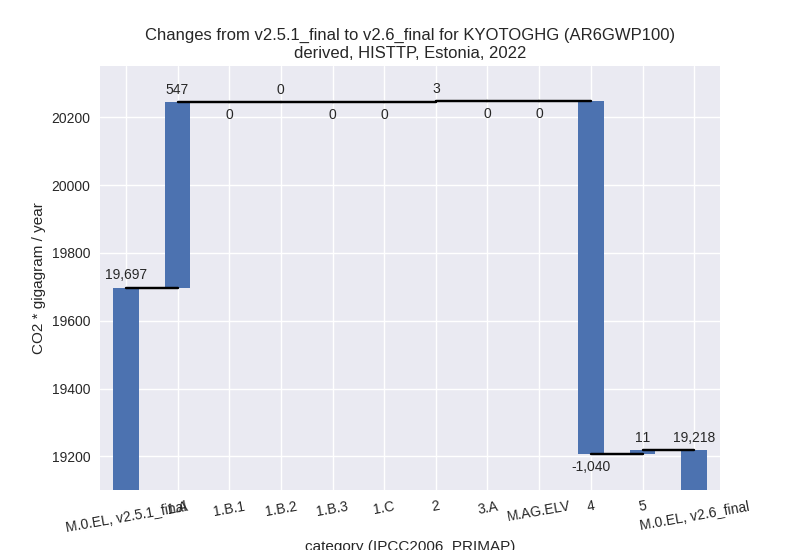 Changes from v2.5.1_final to v2.6_final for KYOTOGHG (AR6GWP100)
derived, HISTTP, Estonia, 2022
547
0
3
0
0
0
0
0
20200
20000
19800
19,697
19600
19400
19200
11
19,218
-1,040
CO2 * gigagram / year
M.0.EL, v2.5.1_final
1.A
1.B.1
1.B.2
1.B.3
1.C
2
3.A
M.AG.ELV
4
5
M.0.EL, v2.6_final
category (IPCC2006_PRIMAP)